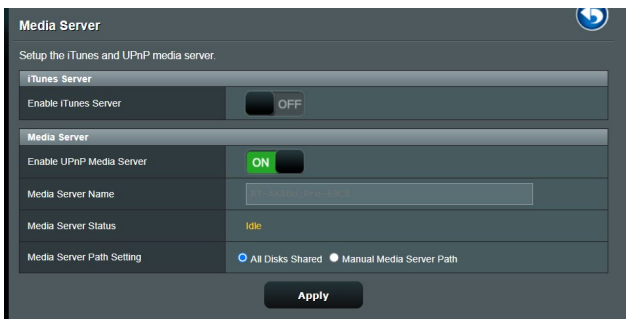 Media Server
Setup the iTunes and UPnP media server.
iTunes Server
Enable iTunes Server OFF
Media Server
Enable UPnP Media Server ON
Media Server Name
Media Server Status Idle
Media Server Path Setting All Disks Shared Manual Media Server Path
Apply